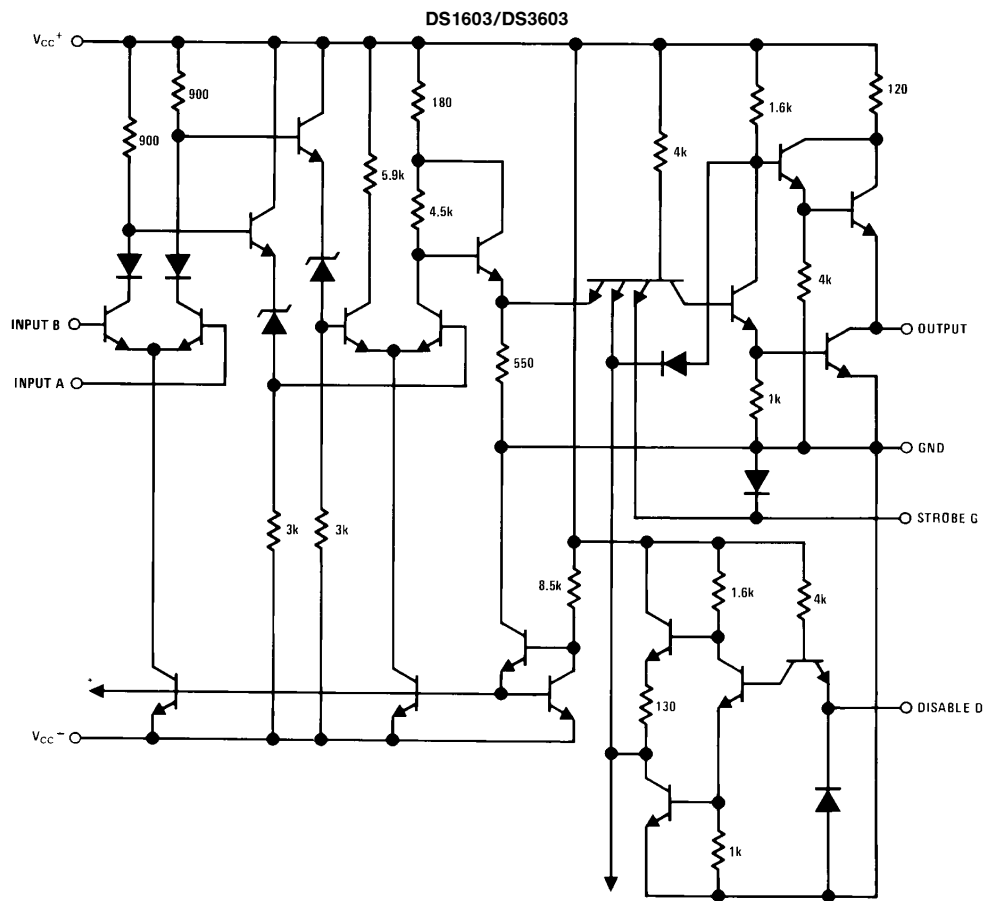 DS1603/DS3603
VCC+
900
900
180
1.6k
120
4k
5.9k
4.5k
4k
INPUT B
OUTPUT
550
INPUT A
1k
GND
3k
3k
STROBE G
8.5k
1.6k
4k
*
130
DISABLE D
VCC−
1k